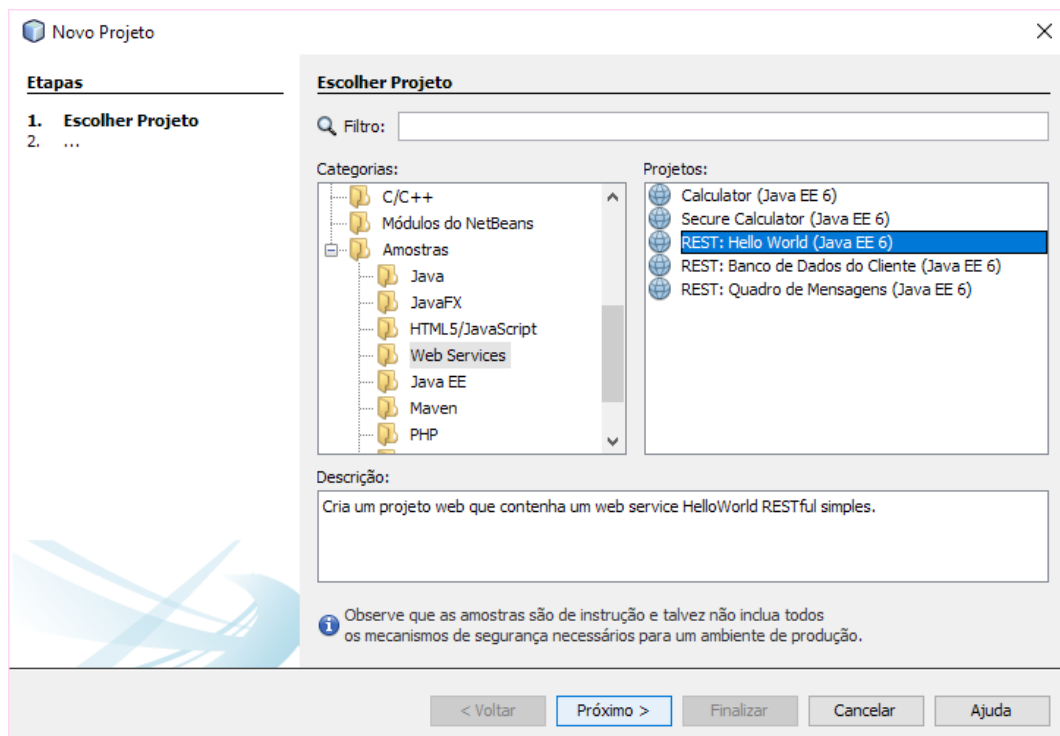 Novo Projeto
Etapas
1. Escolher Projeto
2. ...
Escolher Projeto
Filtro:
Categorias:
C/C++
Módulos do NetBeans
Amostras
Java
JavaFX
HTML5/JavaScript
Web Services
Java EE
Maven
PHP
Projetos:
Calculator (Java EE 6)
Secure Calculator (Java EE 6)
REST: Hello World (Java EE 6)
REST: Banco de Dados do Cliente (Java EE 6)
REST: Quadro de Mensagens (Java EE 6)
Descrição:
Cria um projeto web que contenha um web service HelloWorld RESTful simples.
Observe que as amostras são de instrução e talvez não inclua todos
os mecanismos de segurança necessários para um ambiente de produção.
< Voltar
Próximo >
Finalizar
Cancelar
Ajuda